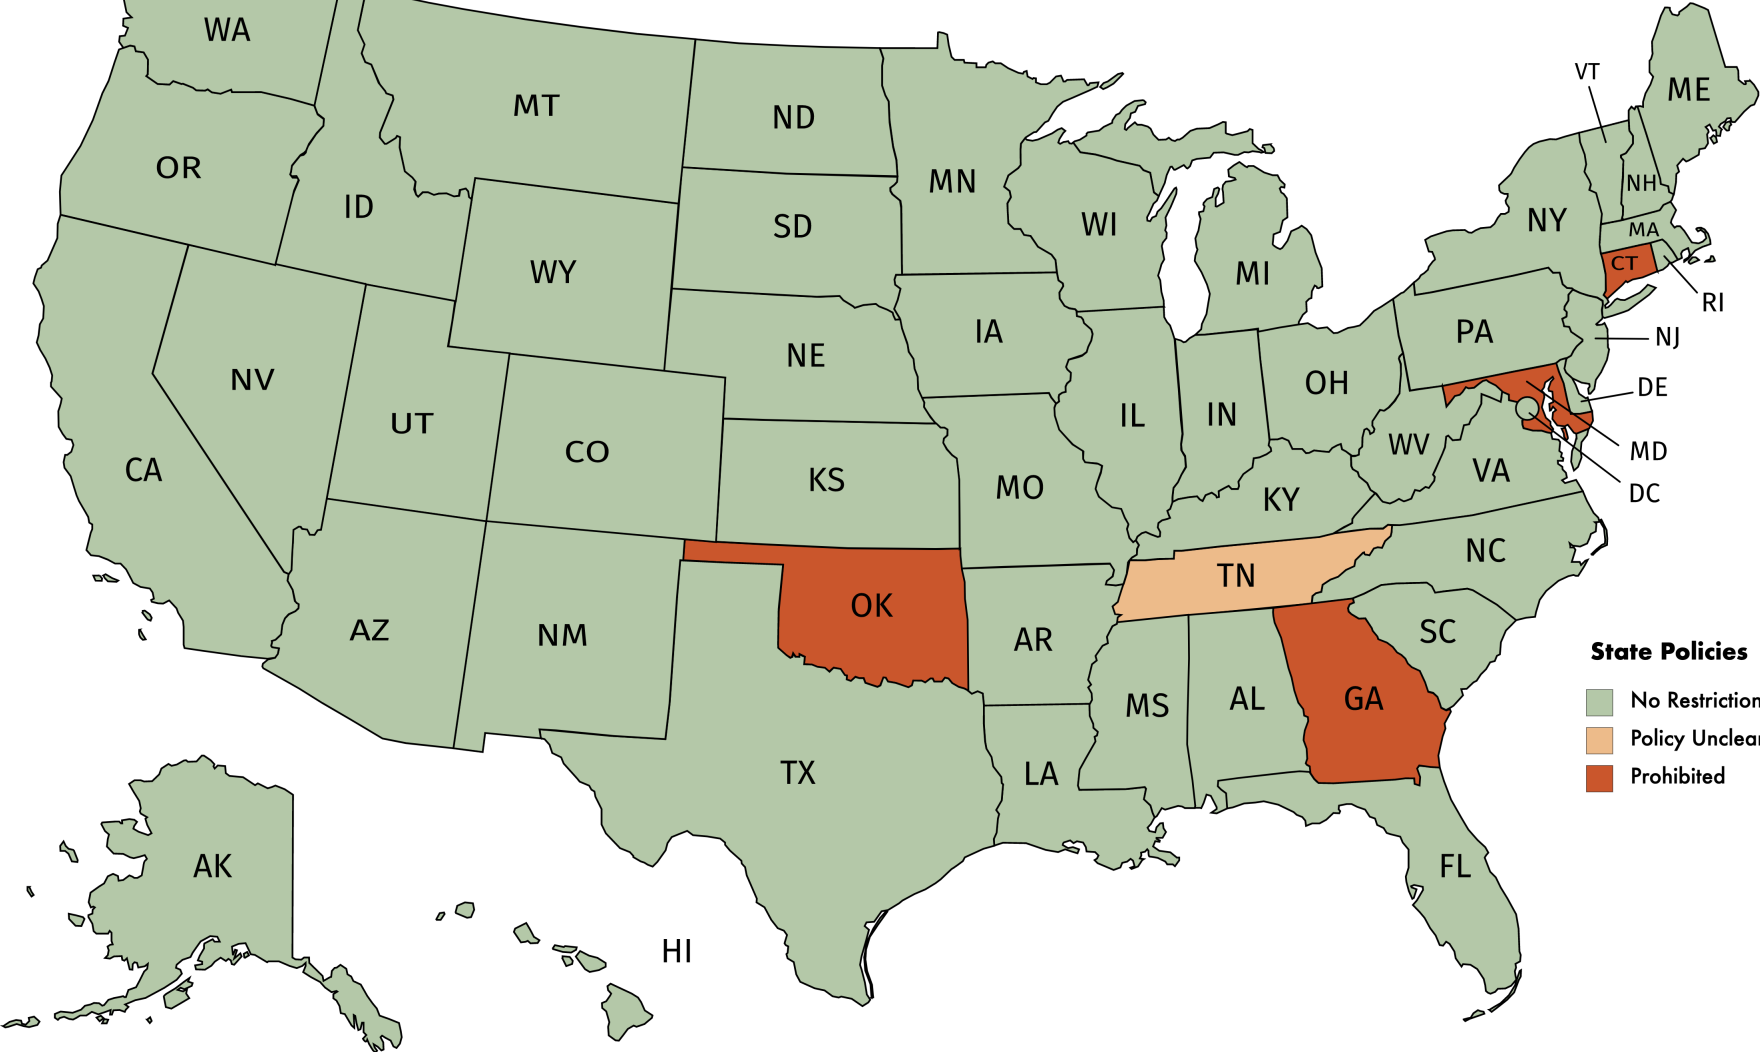 WA
MT
ND
MN
VT
ME
OR
ID
SD
WI
MI
NY
NH
MA
CT
RI
WY
NE
IA
PA
NJ
DE
NV
UT
CO
KS
IL
IN
OH
WV
VA
MD
DC
CA
MO
KY
NC
TN
AZ
NM
OK
AR
SC
MS
AL
GA
TX
LA
FL
AK
HI
State Policies
No Restriction
Policy Unclear
Prohibited